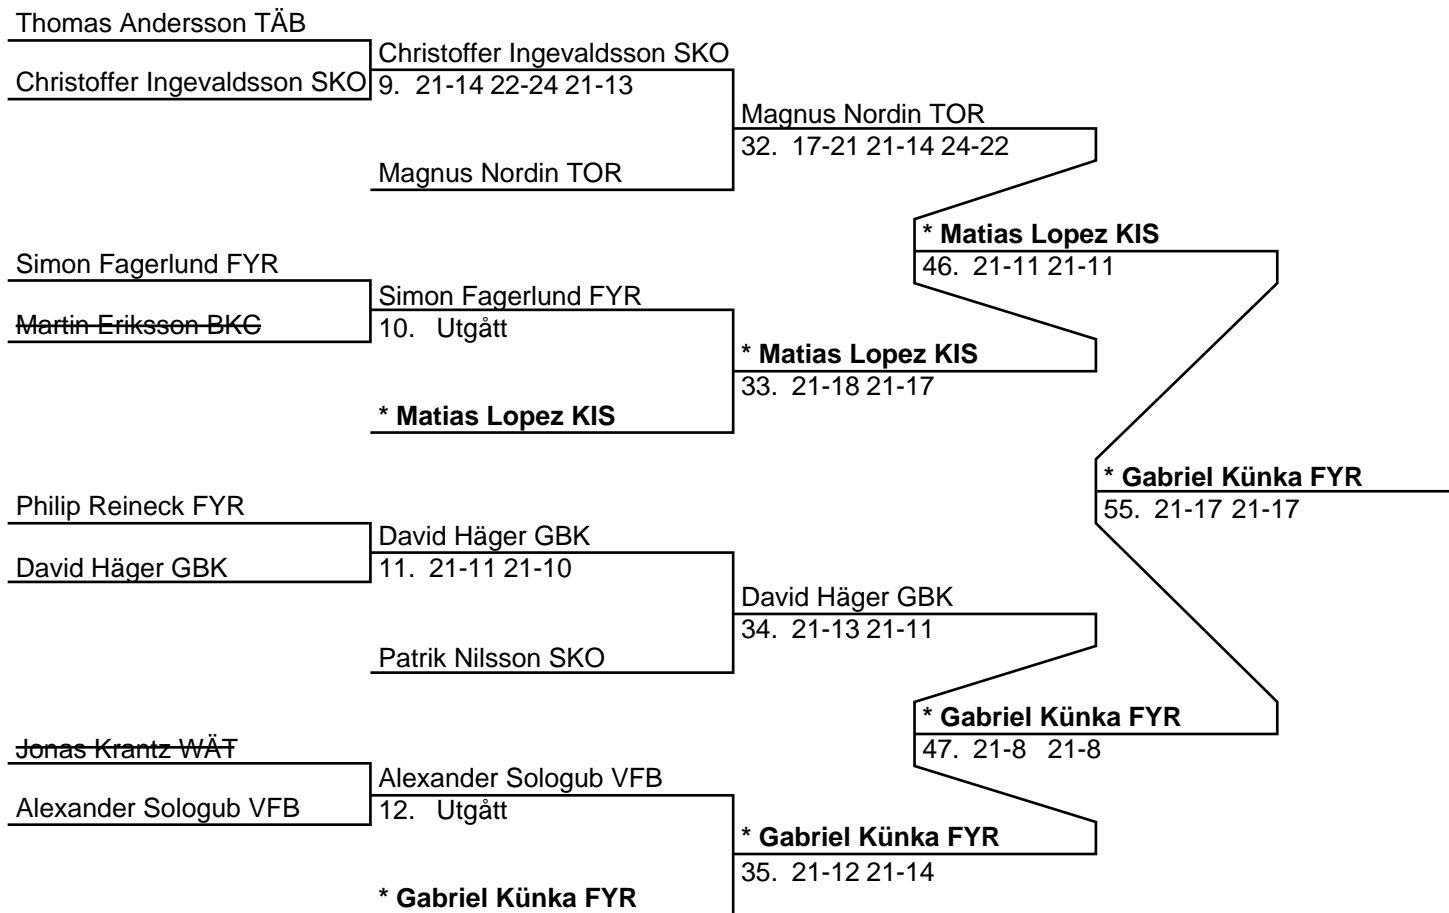 Thomas Andersson TÄB
Christoffer Ingevaldsson SKO
Christoffer Ingevaldsson SKO
9. 21-14 22-24 21-13
Magnus Nordin TOR
32. 17-21 21-14 24-22
Magnus Nordin TOR
* Matias Lopez KIS
46. 21-11 21-11
Simon Fagerlund FYR
Simon Fagerlund FYR
Martin Eriksson BKC
10. Utgått
* Matias Lopez KIS
33. 21-18 21-17
* Matias Lopez KIS
* Gabriel Künka FYR
55. 21-17 21-17
Philip Reineck FYR
David Häger GBK
David Häger GBK
11. 21-11 21-10
David Häger GBK
34. 21-13 21-11
Patrik Nilsson SKO
* Gabriel Künka FYR
47. 21-8 21-8
Jonas Krantz WÄT
Alexander Sologub VFB
Alexander Sologub VFB
12. Utgått
* Gabriel Künka FYR
35. 21-12 21-14
* Gabriel Künka FYR